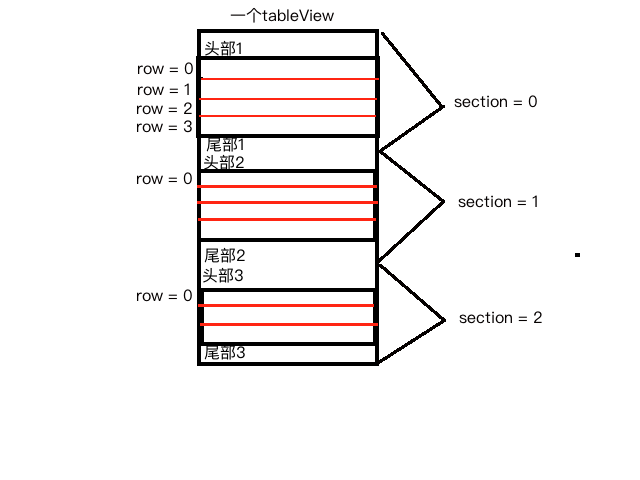 一个tableView
头部1
row = 0
row = 1
section = 0
row = 2
row = 3
尾部1
头部2
row = 0
section = 1
尾部2
头部3
row = 0
section = 2
尾部3